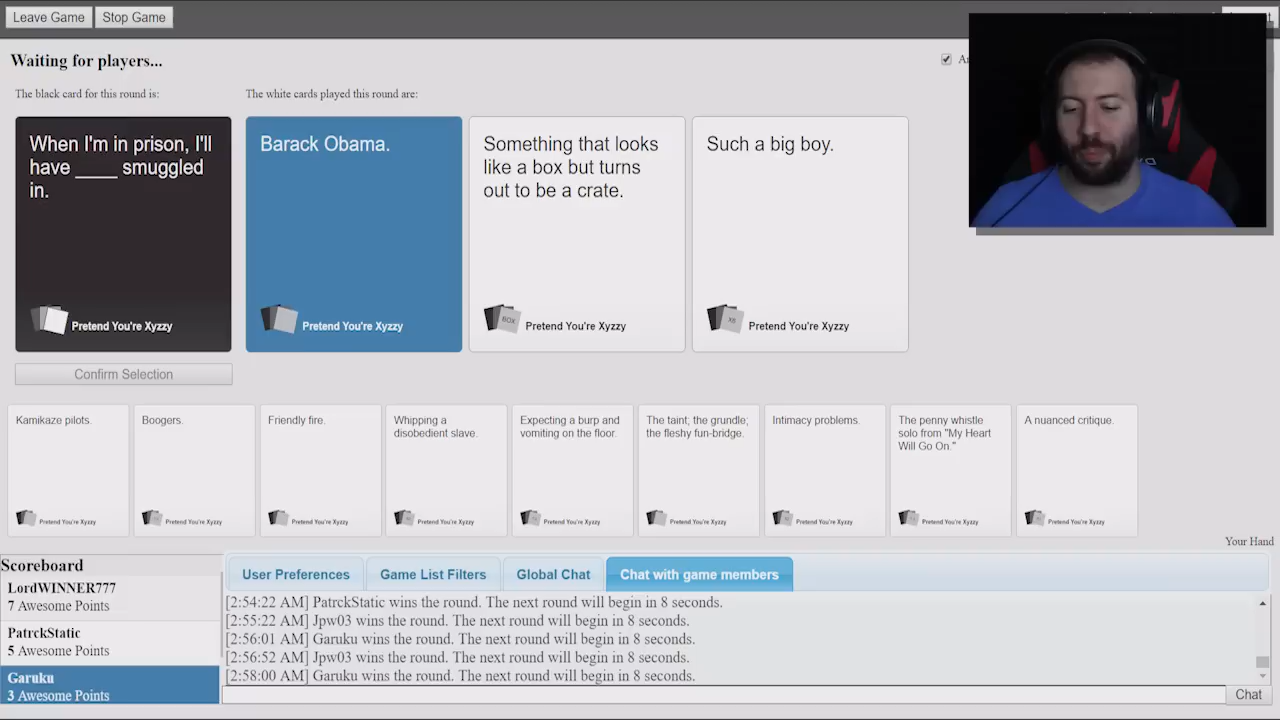 Leave Game
Stop Game
Waiting for players...
The black card for this round is:
The white cards played this round are:
When I'm in prison, I'll
have ____ smuggled
in.
Pretend You're Xyzzy
Barack Obama.
Pretend You're Xyzzy
Something that looks
like a box but turns
out to be a crate.
BOX
Pretend You're Xyzzy
Such a big boy.
Pretend You're Xyzzy
Confirm Selection
Kamikaze pilots.
Pretend You're Xyzzy
Boogers.
Pretend You're Xyzzy
Friendly fire.
Pretend You're Xyzzy
Whipping a
disobedient slave.
Pretend You're Xyzzy
Expecting a burp and
vomiting on the floor.
Pretend You're Xyzzy
The taint; the grundle;
the fleshy fun-bridge.
Pretend You're Xyzzy
Intimacy problems.
Pretend You're Xyzzy
The penny whistle
solo from "My Heart
Will Go On."
Pretend You're Xyzzy
A nuanced critique.
Pretend You're Xyzzy
Your Hand
Scoreboard
LordWINNER777
7 Awesome Points
PatrckStatic
5 Awesome Points
Garuku
3 Awesome Points
User Preferences
Game List Filters
Global Chat
Chat with game members
[2:54:22 AM] PatrckStatic wins the round. The next round will begin in 8 seconds.
[2:55:22 AM] Jpw03 wins the round. The next round will begin in 8 seconds.
[2:56:01 AM] Garuku wins the round. The next round will begin in 8 seconds.
[2:56:52 AM] Jpw03 wins the round. The next round will begin in 8 seconds.
[2:58:00 AM] Garuku wins the round. The next round will begin in 8 seconds.
Chat